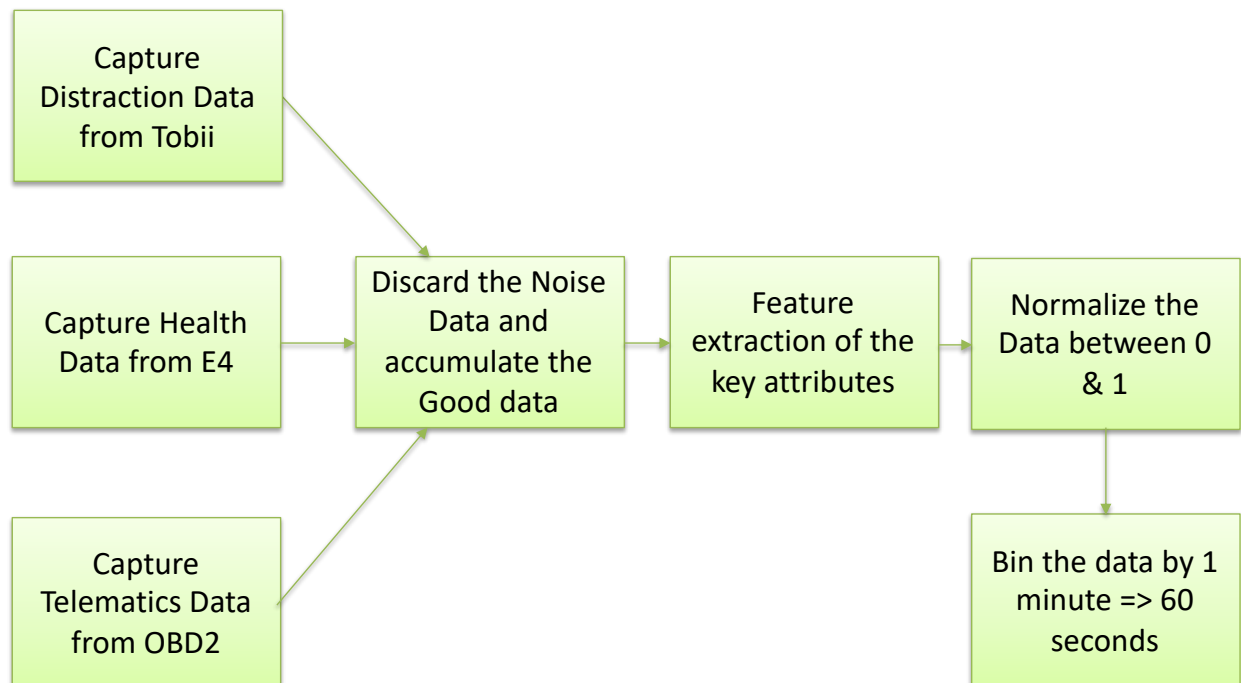 Capture
Distraction Data
from Tobii
Capture Health
Data from E4
Discard the Noise
Data and
accumulate the
Good data
Feature
extraction of the
key attributes
Normalize the
Data between 0
& 1
Capture
Telematics Data
from OBD2
Bin the data by 1
minute => 60
seconds